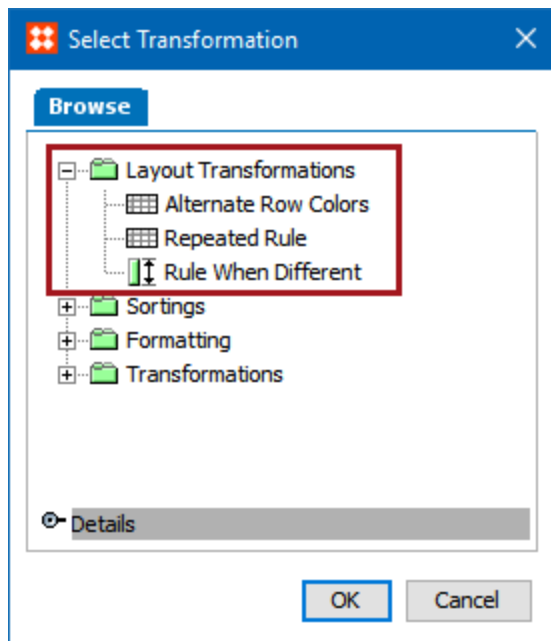 Select Transformation
Browse
Layout Transformations
Alternate Row Colors
Repeated Rule
Rule When Different
Sortings
Formatting
Transformations
Details
OK Cancel